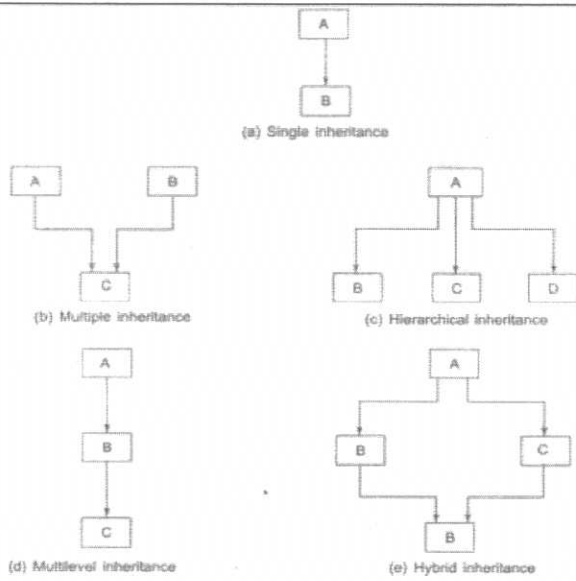 A
B
(a) Single inheritance
A B
C
(b) Multiple inheritance
A
B C D
(c) Hierarchical inheritance
A
B
C
(d) Multilevel inheritance
A
B C
B
(e) Hybrid inheritance